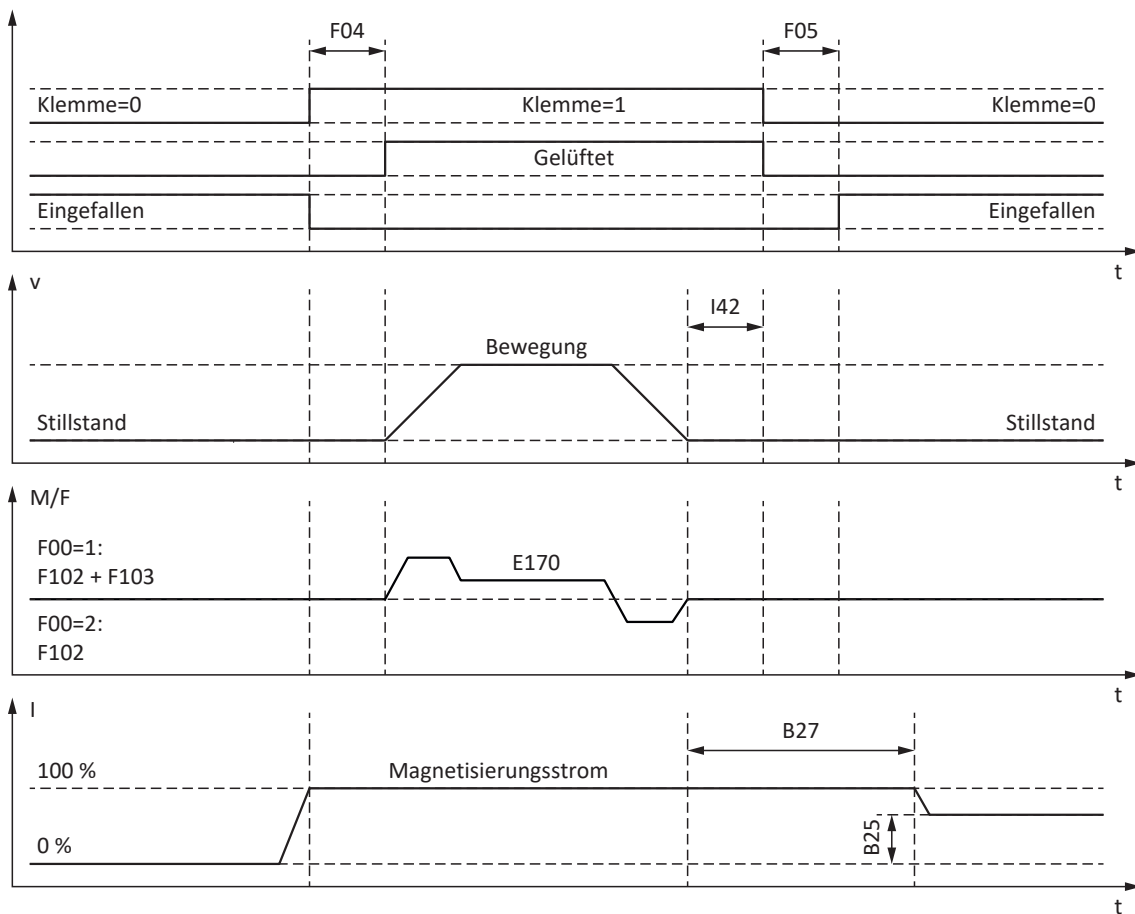 F04
F05
Klemme=0
Klemme=1
Klemme=0
Gelüftet
Eingefallen
Eingefallen
t
v
I42
Bewegung
Stillstand
Stillstand
t
M/F
F00=1:
F102 + F103
E170
F00=2:
F102
t
I
B27
100 %
Magnetisierungsstrom
B25
0 %
t